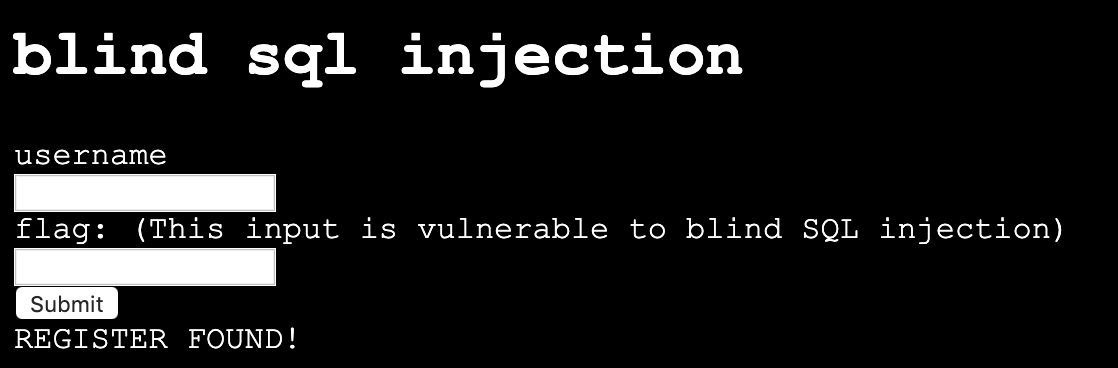 blind sql injection
username
flag: (This input is vulnerable to blind SQL injection)
Submit
REGISTER FOUND!